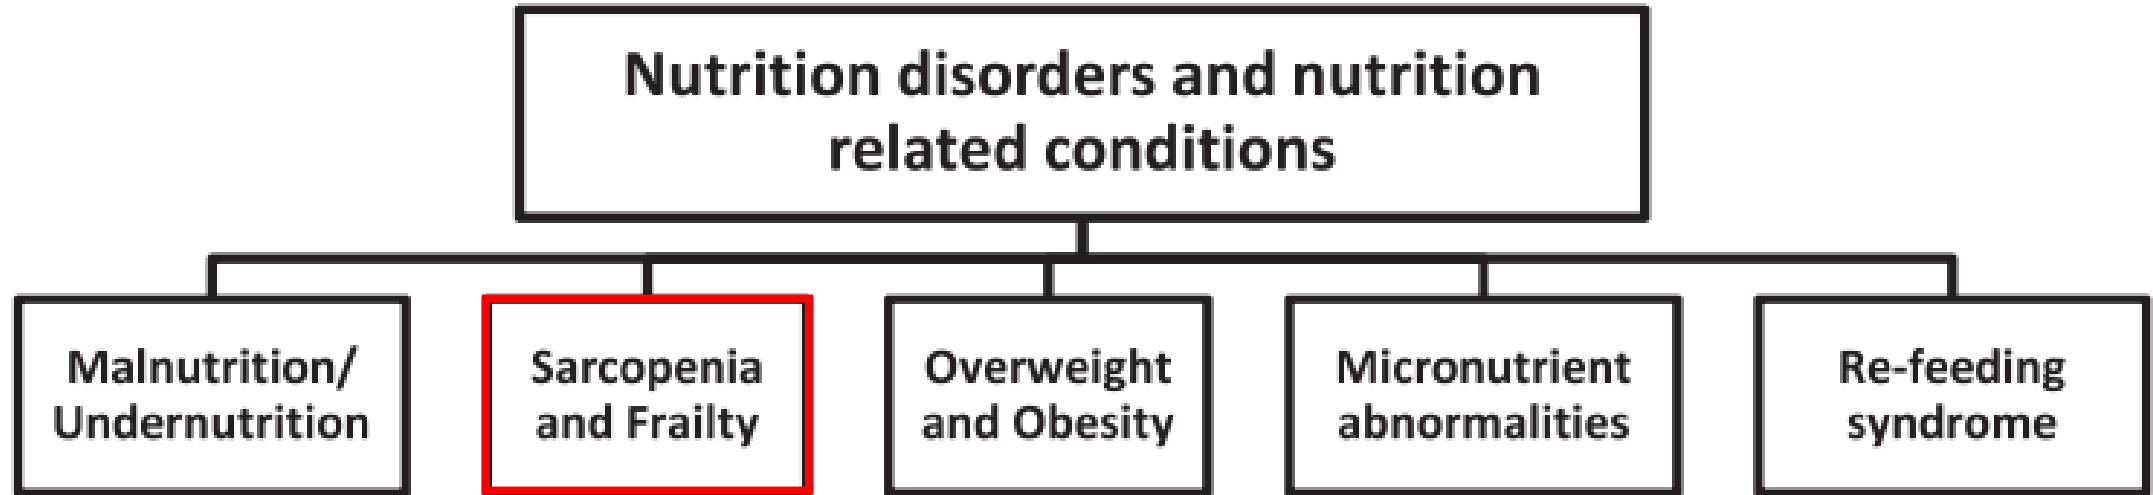 Nutrition disorders and nutrition
related conditions
Malnutrition/
Undernutrition
Sarcopenia
and Frailty
Overweight
and Obesity
Micronutrient
abnormalities
Re-feeding
syndrome